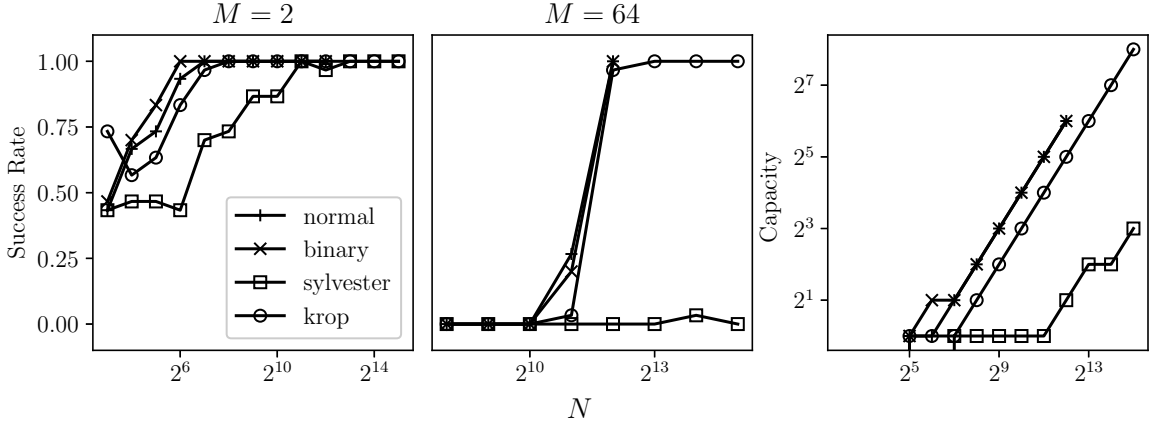 M = 2
M = 64
Success Rate
1.00
0.75
0.50
0.25
0.00
normal
binary
sylvester
krop
2^6
2^10
2^14
2^10
2^13
N
Capacity
2^7
2^5
2^3
2^1
2^5
2^9
2^13